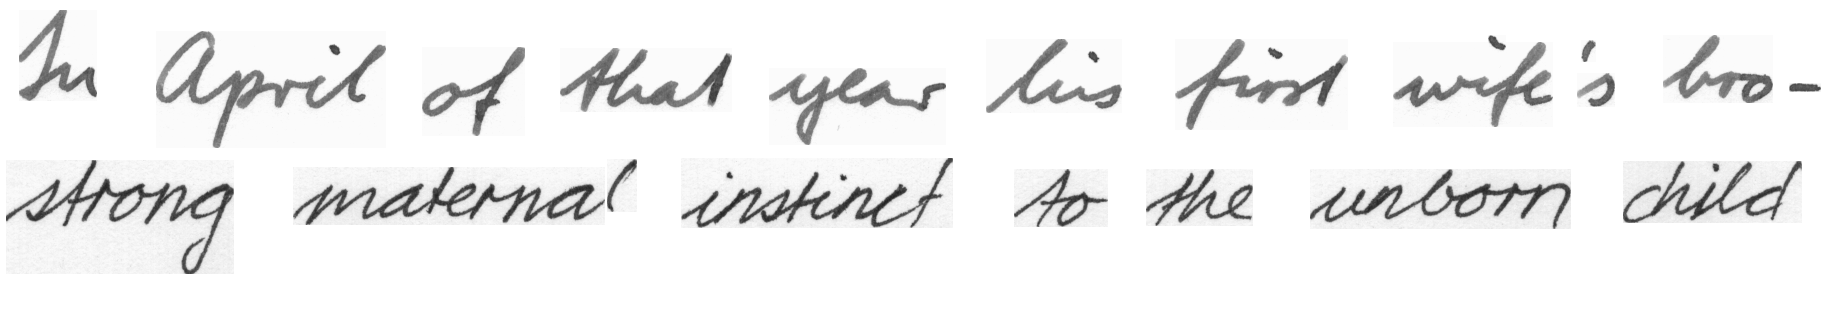 In April of that year his first wife's bro-
strong maternal instinct to the unborn child